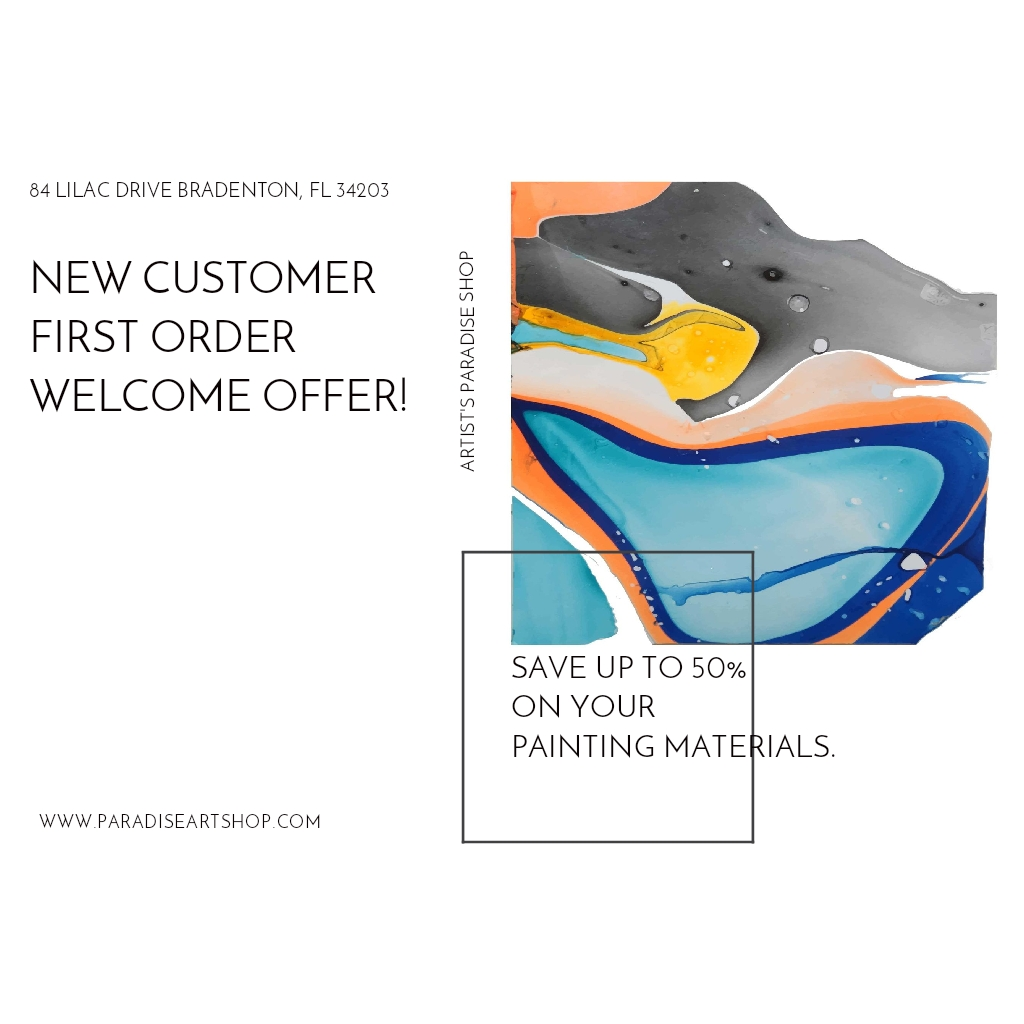 84 LILAC DRIVE BRADENTON, FL 34203
NEW CUSTOMER
FIRST ORDER
WELCOME OFFER!
ARTIST'S PARADISE SHOP
SAVE UP TO 50%
ON YOUR
PAINTING MATERIALS.
WWW.PARADISEARTSHOP.COM